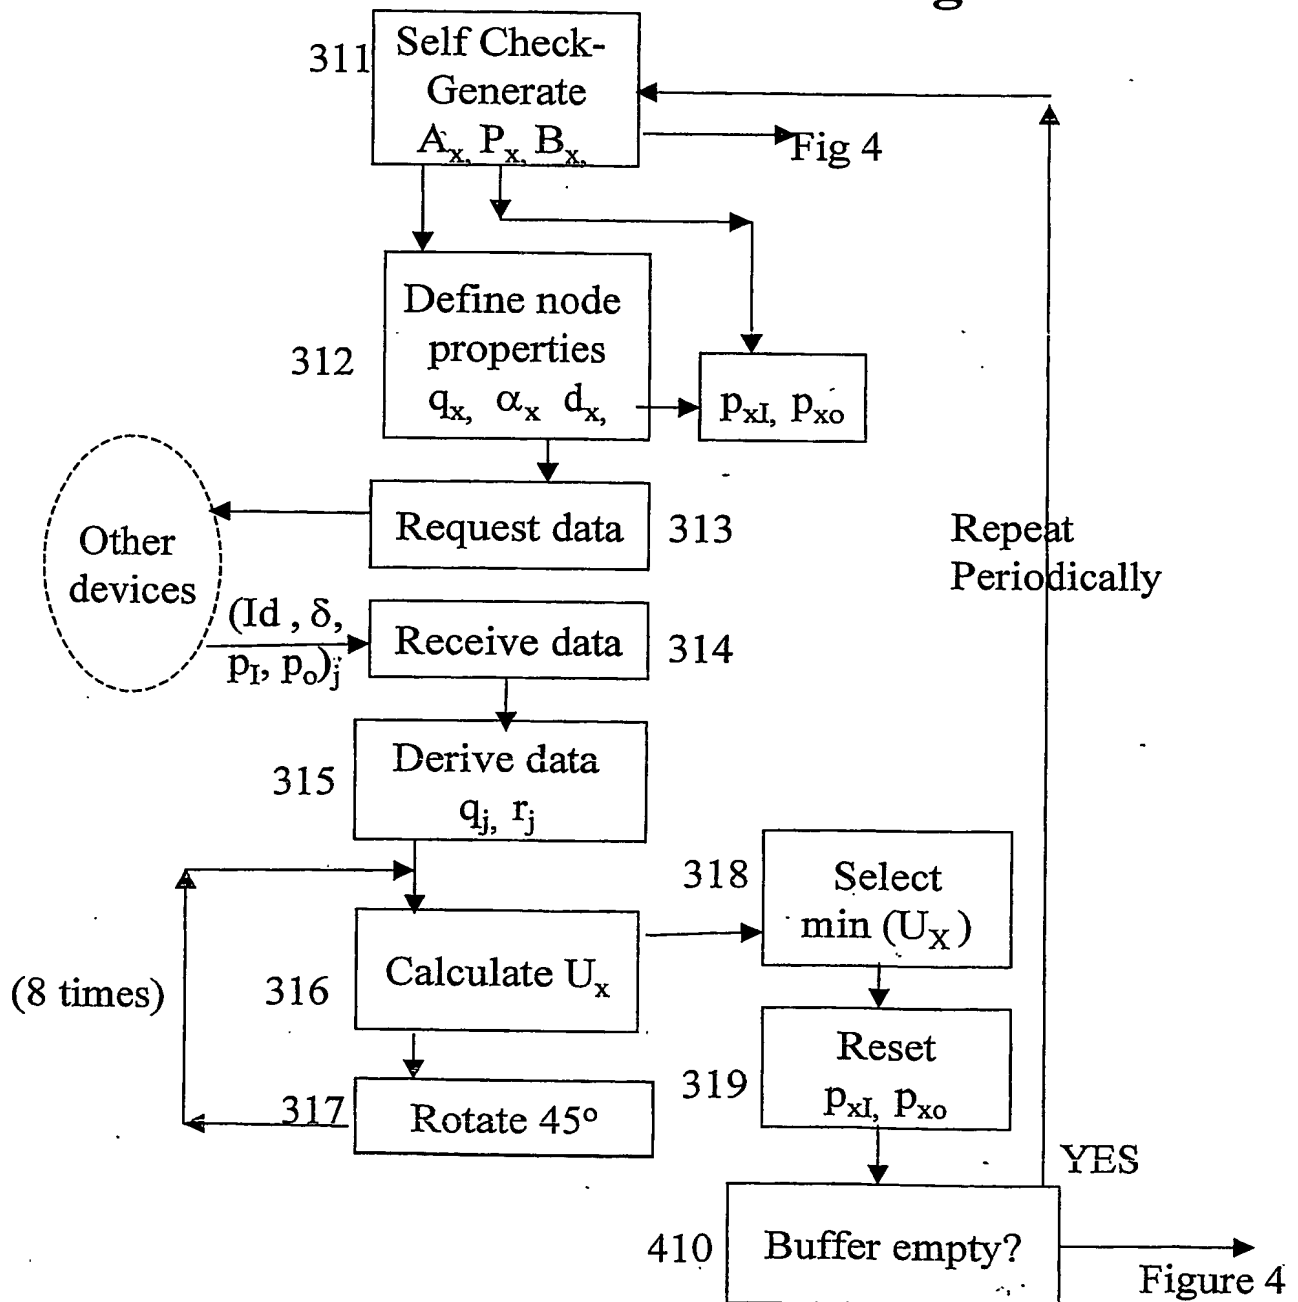 311
Self Check-
Generate
Ax, Px, Bx,
Fig 4
312
Define node
properties
qx, αx dx,
pxI, pxo
Other
devices
Request data
313
Repeat
Periodically
(Id , δ,
pI, po)j
Receive data
314
315
Derive data
qj, rj
318
Select
min (UX)
(8 times)
316
Calculate Ux
319
Reset
pxI, pxo
317
Rotate 45o
YES
410
Buffer empty?
Figure 4